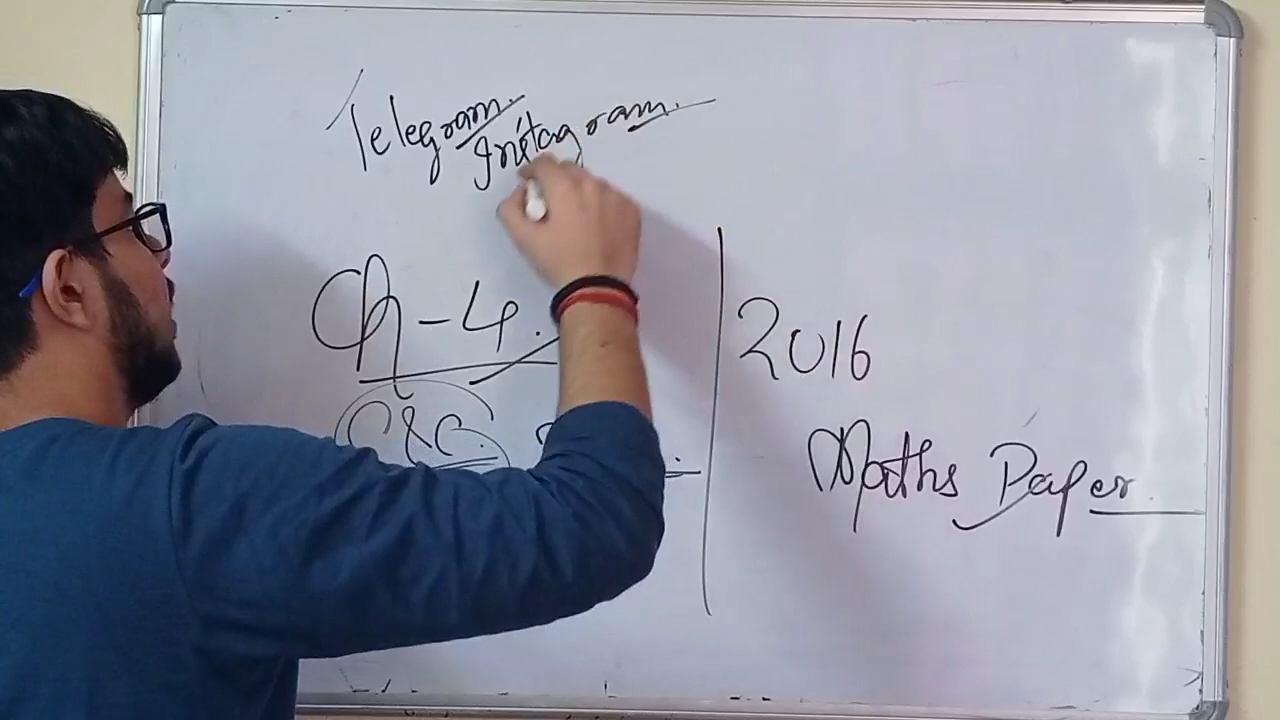 Telegram.
Instagram.
Ch-4.
C&C.
2016
Maths Paper.